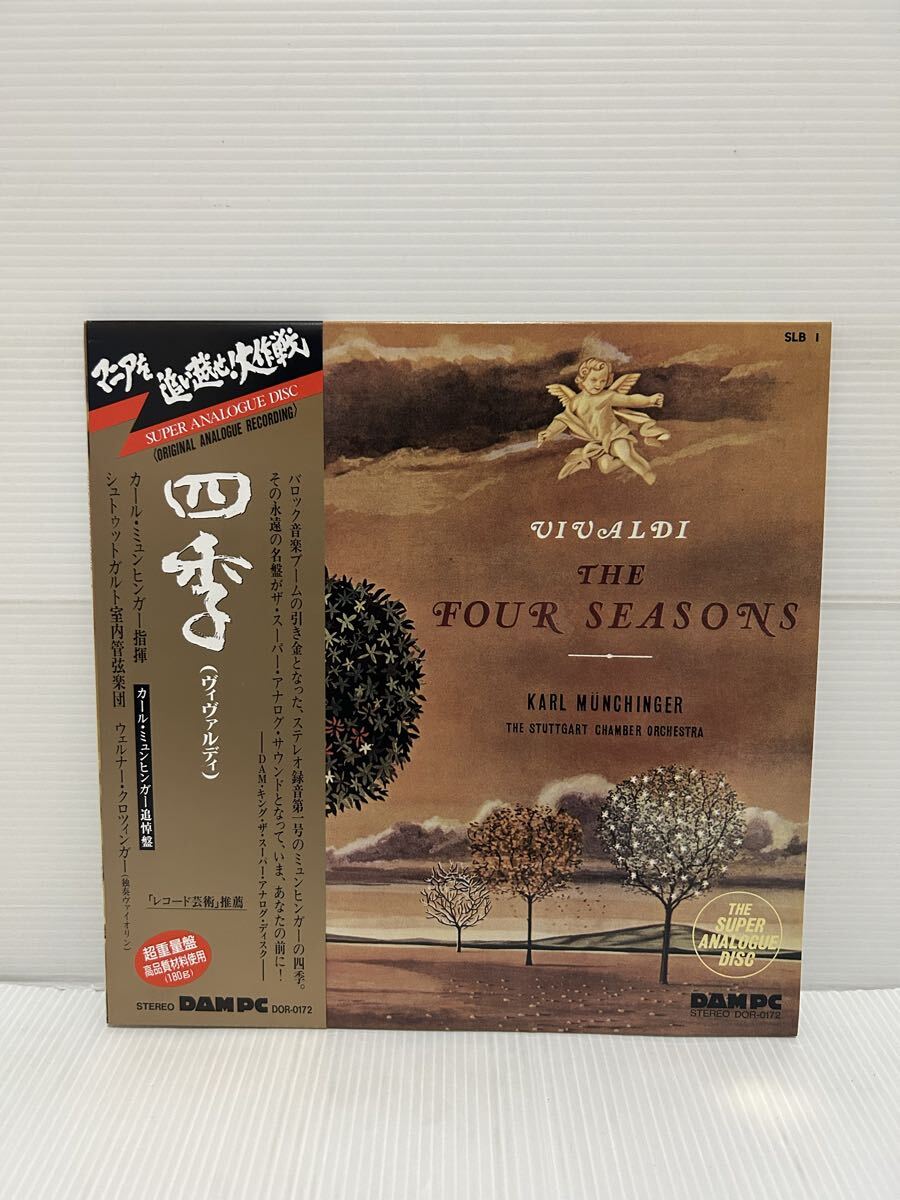 マニアを追い越せ!大作戦
SUPER ANALOGUE DISC
〈ORIGINAL ANALOGUE RECORDING〉
バロック音楽ブームの引き金となった、ステレオ録音第一号のミュンヒンガーの四季。
その永遠の名盤がザ・スーパー・アナログ・サウンドとなって、いま、あなたの前に!
──DAM・キング・ザ・スーパー・アナログ・ディスク──
四季
(ヴィヴァルディ)
カール・ミュンヒンガー追悼盤
カール・ミュンヒンガー指揮
シュトゥットガルト室内管弦楽団 ウェルナー・クロツィンガー(独奏ヴァイオリン)
「レコード芸術」推薦
超重量盤
高品質材料使用
(180g)
STEREO DAM PC DOR-0172
SLB 1
VIVALDI
THE
FOUR SEASONS
KARL MÜNCHINGER
THE STUTTGART CHAMBER ORCHESTRA
THE
SUPER
ANALOGUE
DISC
DAM PC
STEREO DOR-0172